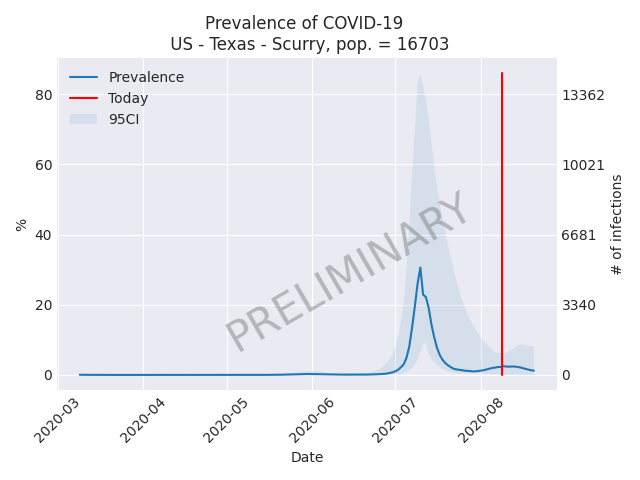 Prevalence of COVID-19
US - Texas - Scurry, pop. = 16703
Prevalence
Today
95CI
80
60
40
20
0
%
13362
10021
6681
3340
0
# of infections
PRELIMINARY
2020-03
2020-04
2020-05
2020-06
2020-07
2020-08
Date